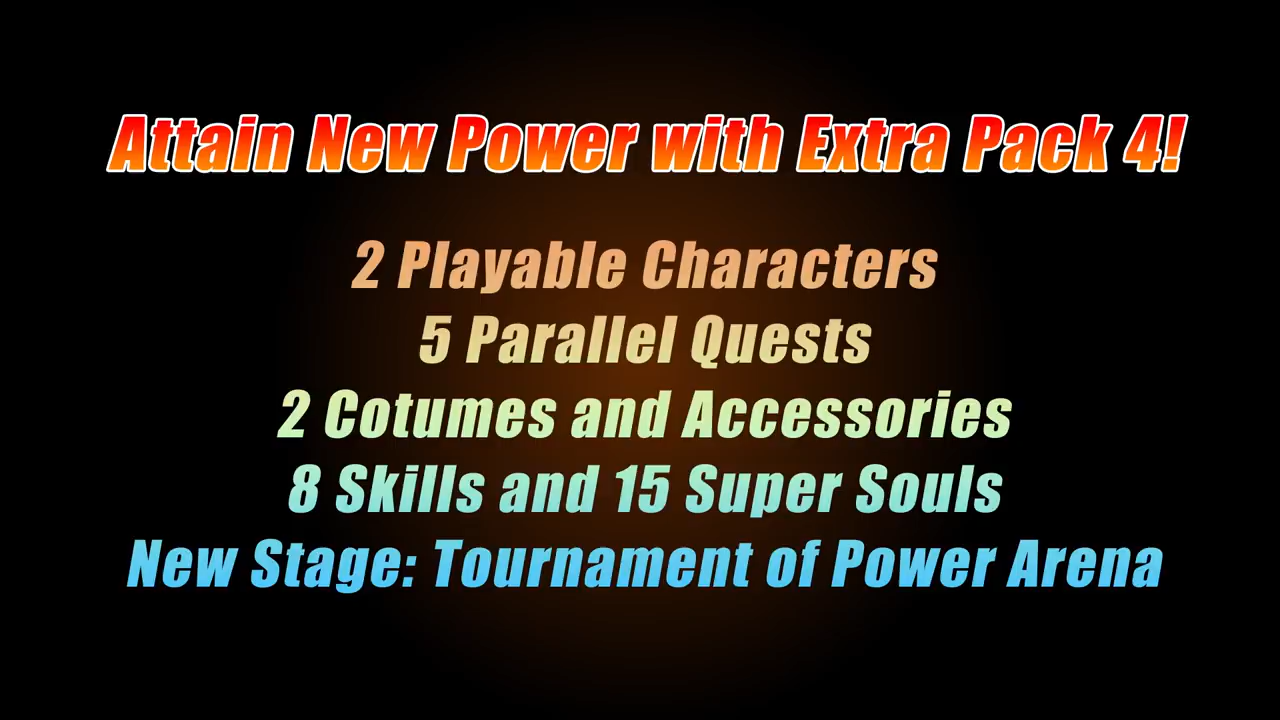 Attain New Power with Extra Pack 4!
2 Playable Characters
5 Parallel Quests
2 Cotumes and Accessories
8 Skills and 15 Super Souls
New Stage: Tournament of Power Arena